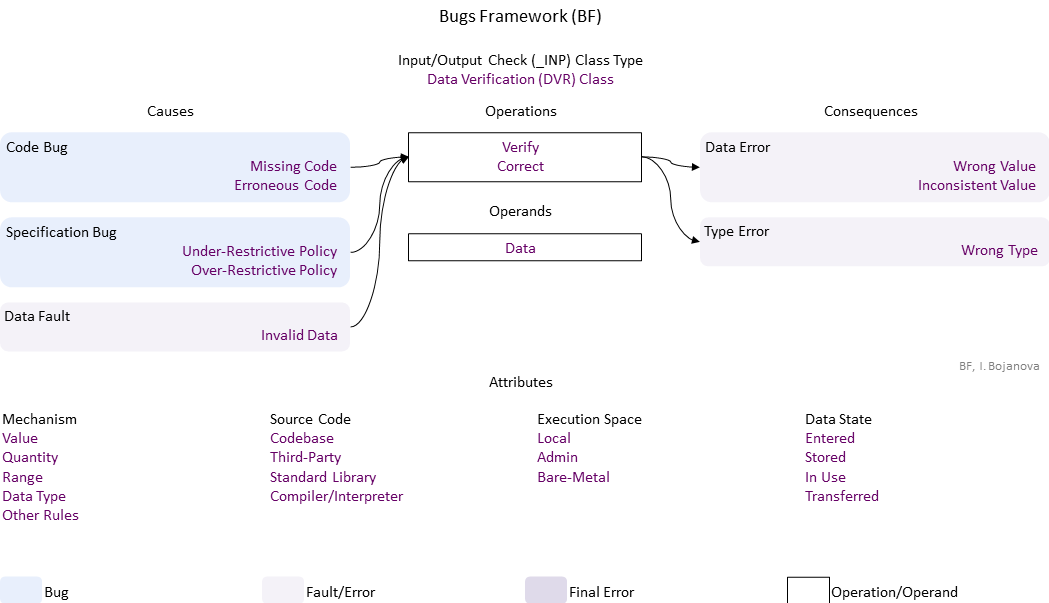 Bugs Framework (BF)
Input/Output Check (_INP) Class Type
Data Verification (DVR) Class
Causes
Operations
Consequences
Code Bug
Missing Code
Erroneous Code
Specification Bug
Under-Restrictive Policy
Over-Restrictive Policy
Data Fault
Invalid Data
Verify
Correct
Operands
Data
Data Error
Wrong Value
Inconsistent Value
Type Error
Wrong Type
BF, I. Bojanova
Attributes
Mechanism
Value
Quantity
Range
Data Type
Other Rules
Source Code
Codebase
Third-Party
Standard Library
Compiler/Interpreter
Execution Space
Local
Admin
Bare-Metal
Data State
Entered
Stored
In Use
Transferred
Bug
Fault/Error
Final Error
Operation/Operand